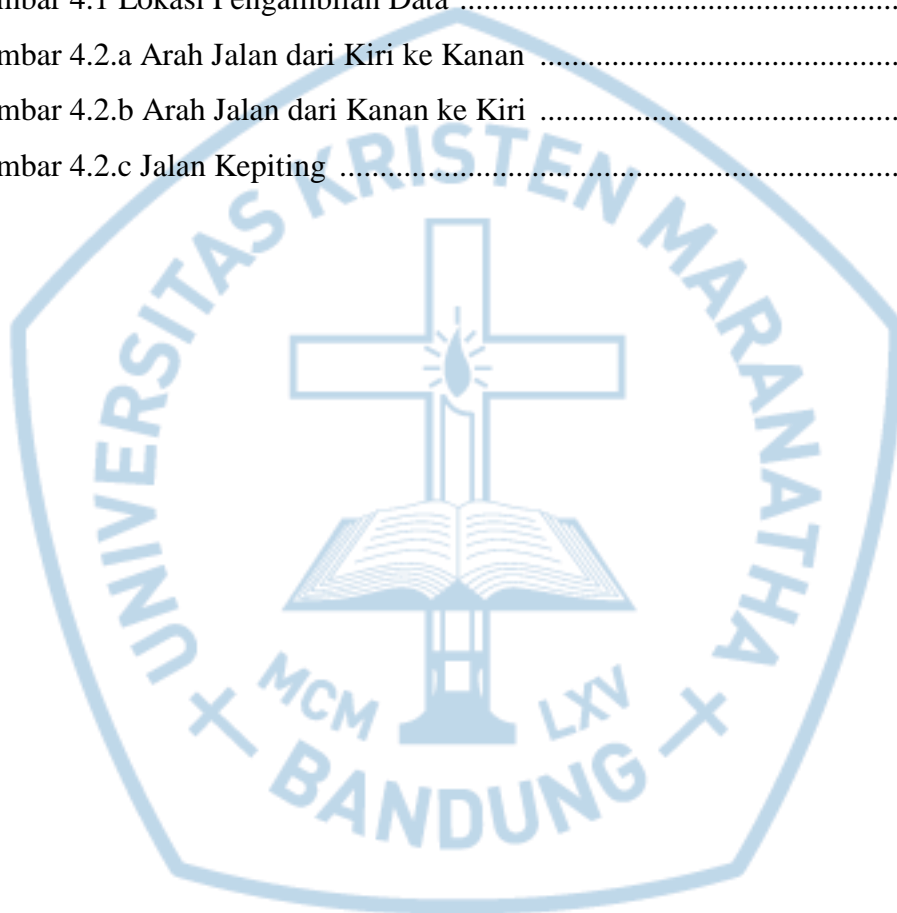 mbar 4.1 Lokasi Pengambilan Data ........................................................
mbar 4.2.a Arah Jalan dari Kiri ke Kanan .............................................
mbar 4.2.b Arah Jalan dari Kanan ke Kiri .............................................
mbar 4.2.c Jalan Kepiting ......................................................................
UNIVERSITAS KRISTEN MARANATHA
MCM LXV
BANDUNG